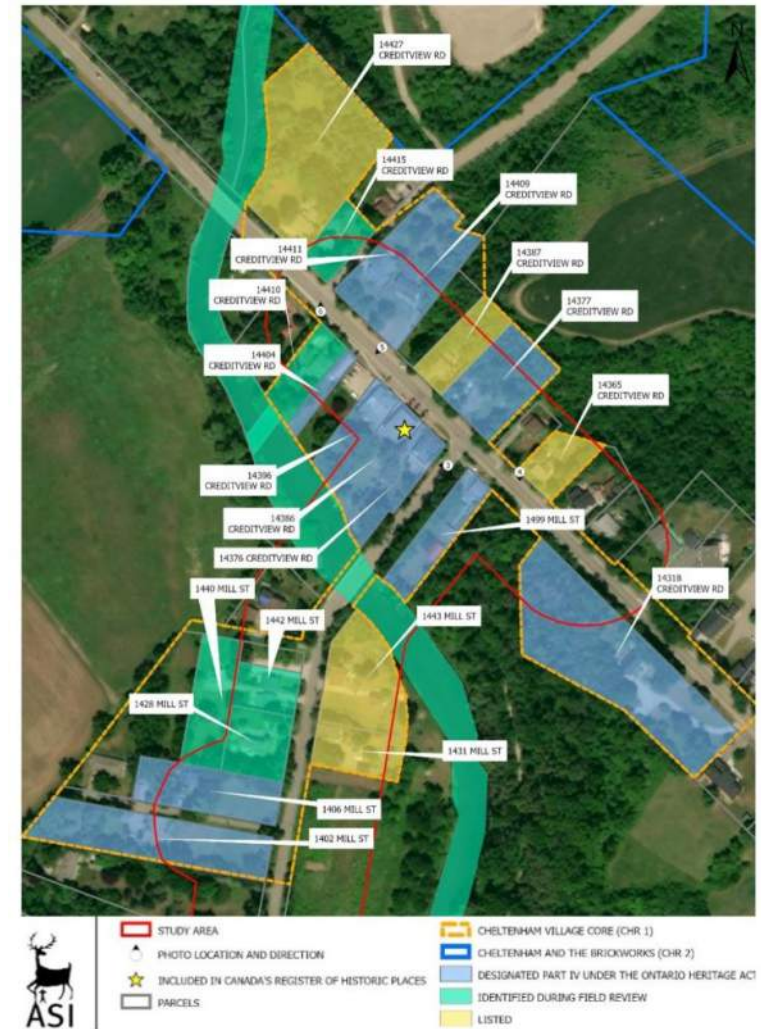 14427
CREDITVIEW RD
14415
CREDITVIEW RD
14409
CREDITVIEW RD
14411
CREDITVIEW RD
14387
CREDITVIEW RD
14410
CREDITVIEW RD
14377
CREDITVIEW RD
14404
CREDITVIEW RD
14365
CREDITVIEW RD
14396
CREDITVIEW RD
14386
CREDITVIEW RD
1499 MILL ST
14376 CREDITVIEW RD
14318
CREDITVIEW RD
1440 MILL ST
1443 MILL ST
1442 MILL ST
1428 MILL ST
1431 MILL ST
1406 MILL ST
1402 MILL ST
6
5
3
4
N
ASI
STUDY AREA
PHOTO LOCATION AND DIRECTION
INCLUDED IN CANADA'S REGISTER OF HISTORIC PLACES
PARCELS
CHELTENHAM VILLAGE CORE (CHR 1)
CHELTENHAM AND THE BRICKWORKS (CHR 2)
DESIGNATED PART IV UNDER THE ONTARIO HERITAGE ACT
IDENTIFIED DURING FIELD REVIEW
LISTED